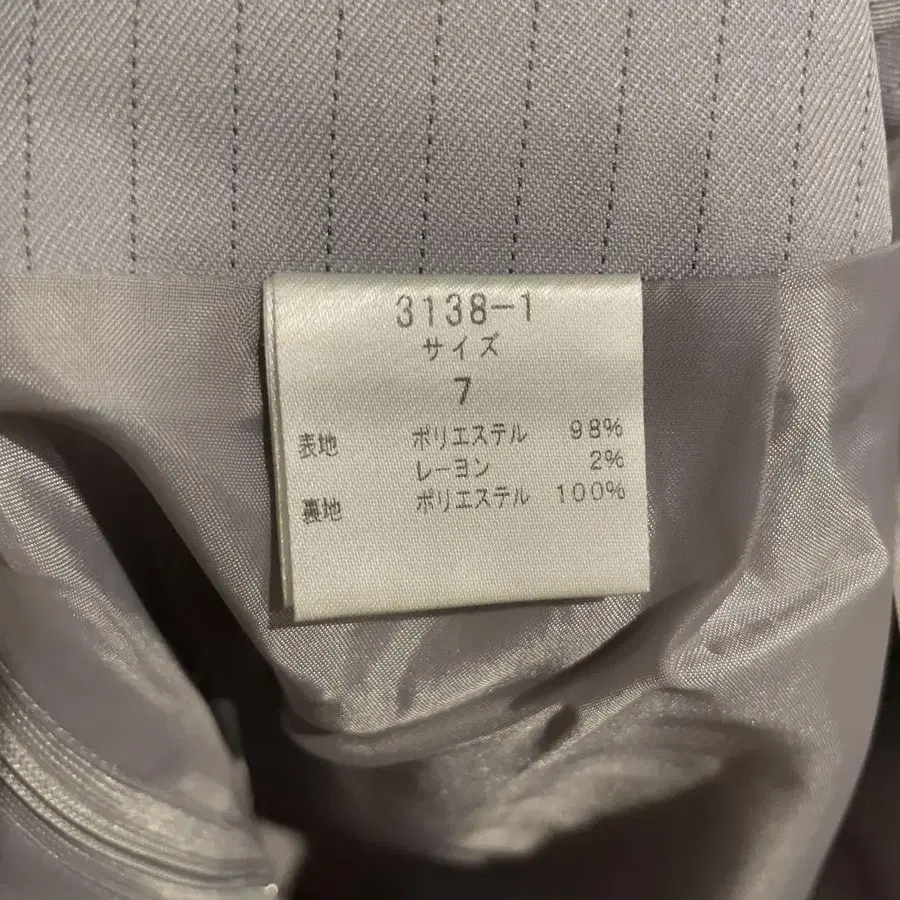 3138-1
サイズ
7
表地 ポリエステル 98%
レーヨン 2%
裏地 ポリエステル 100%